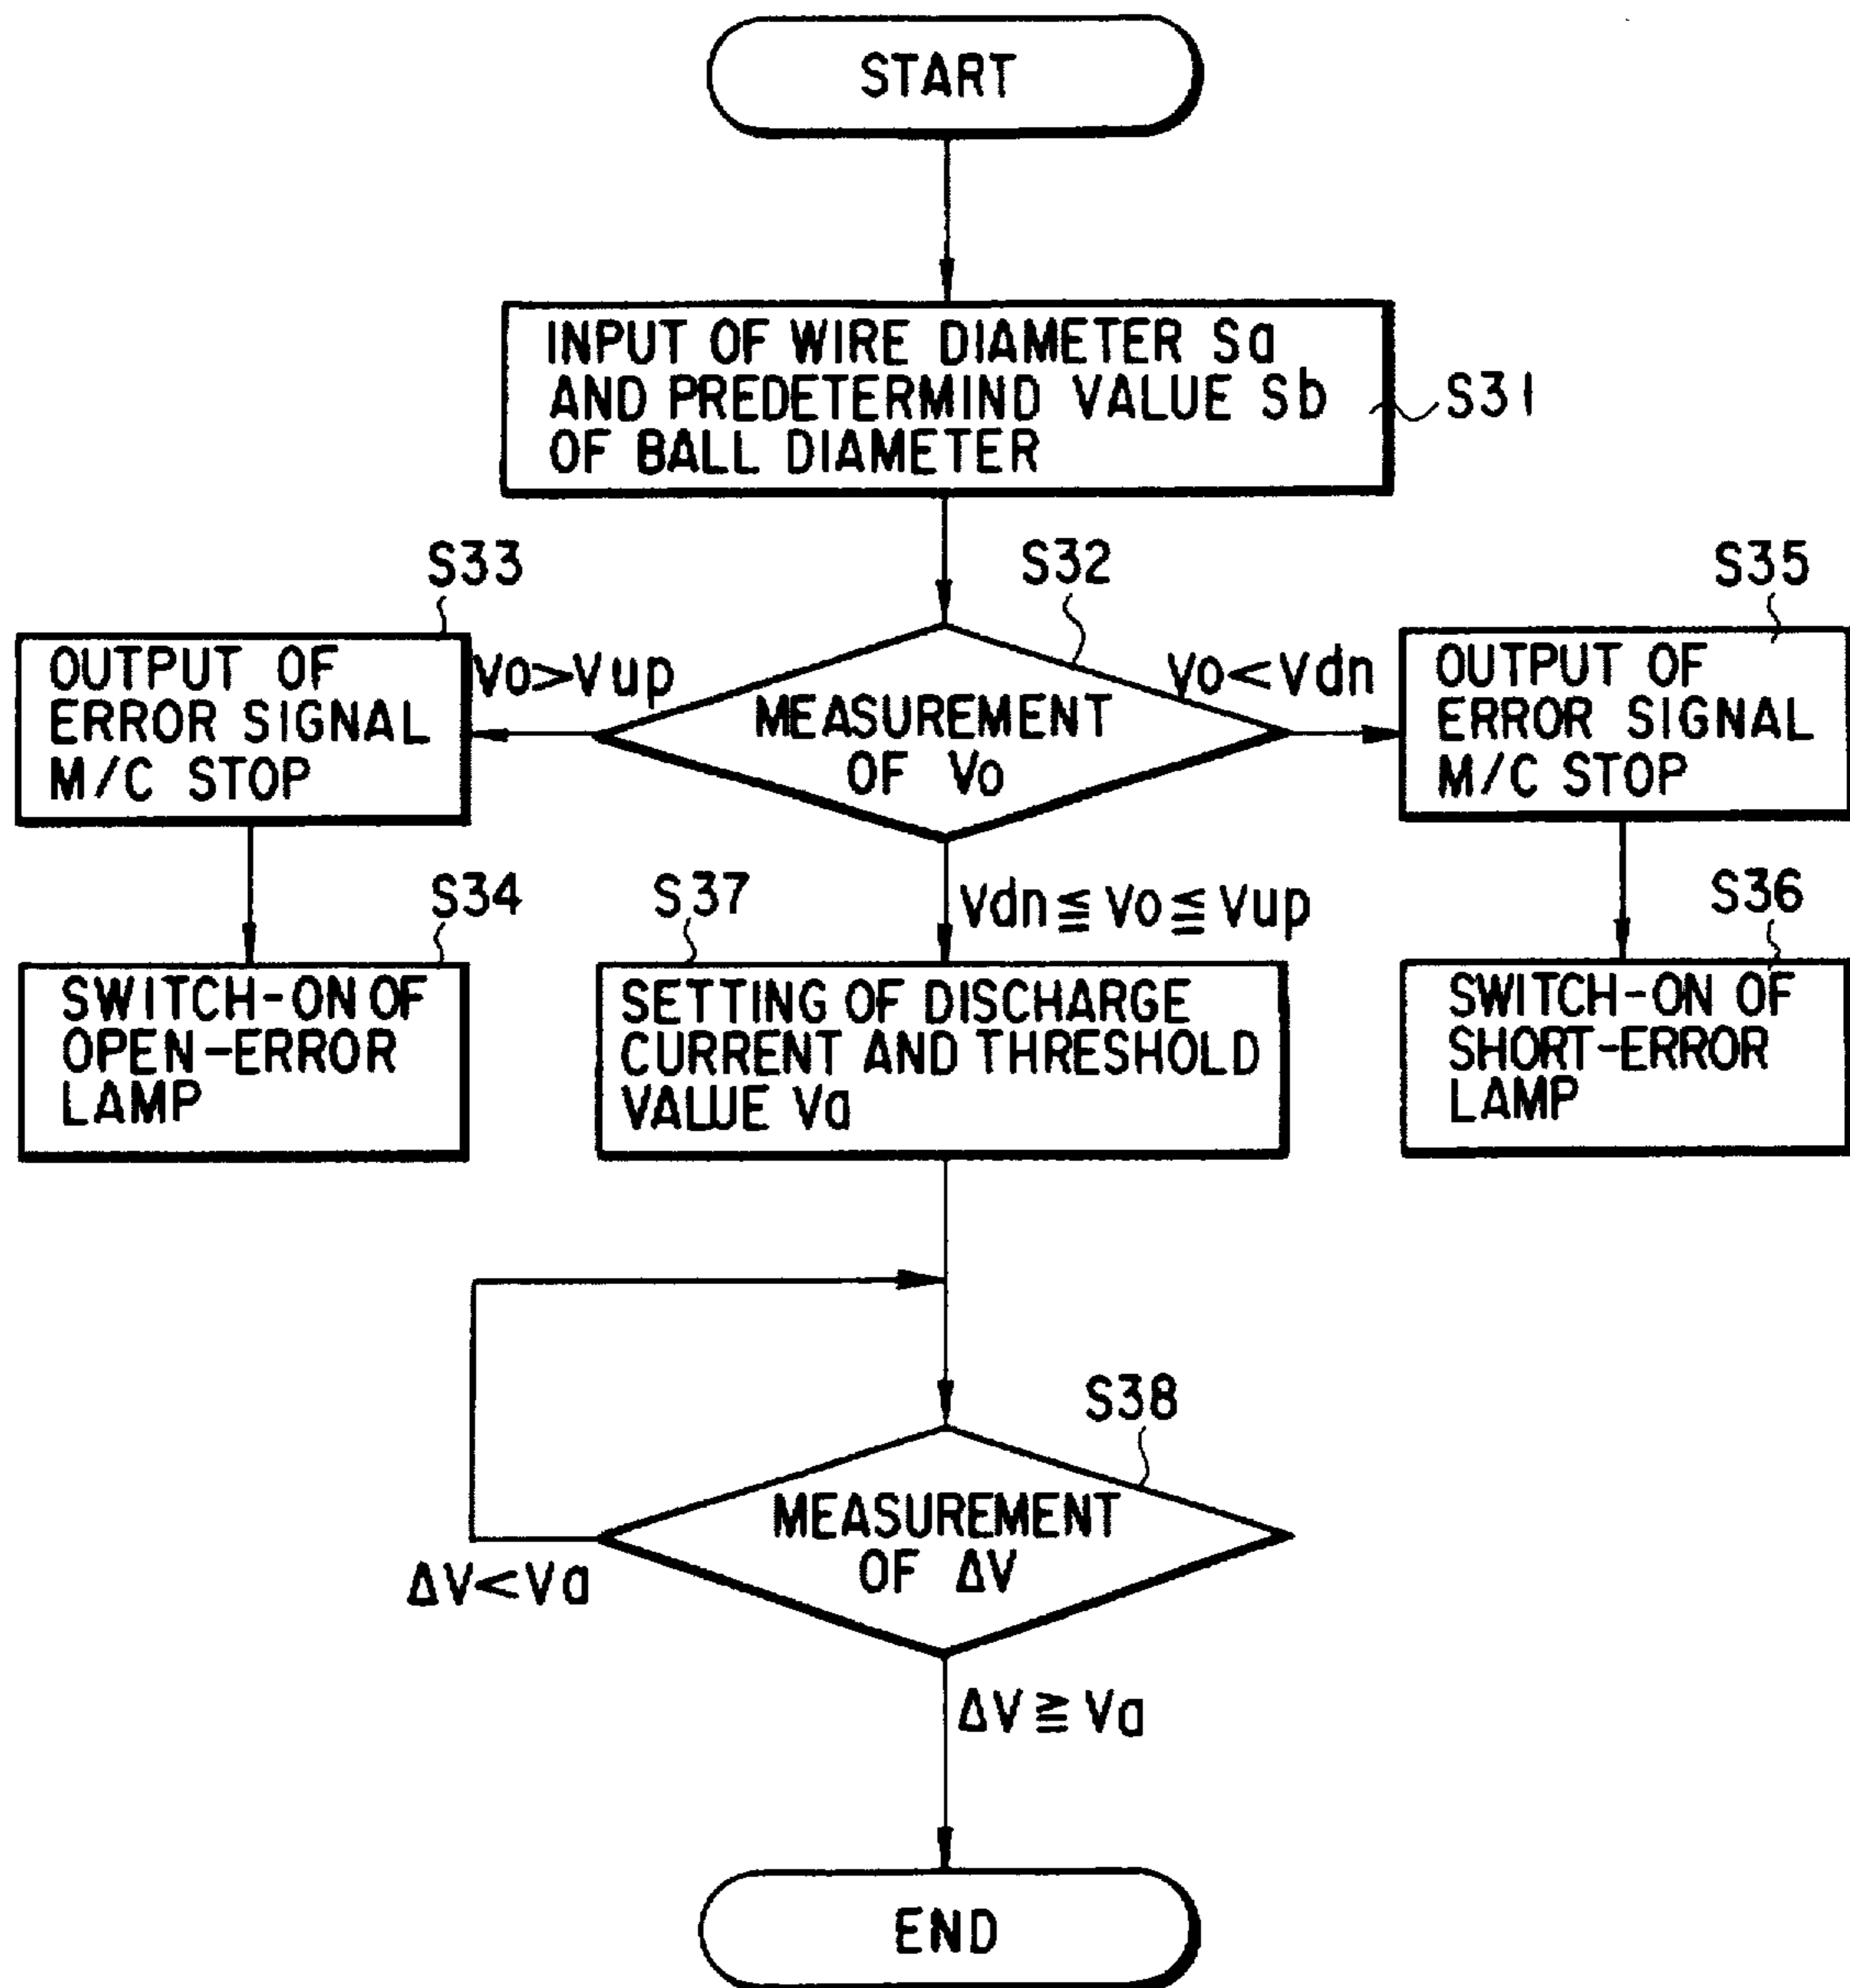 START
INPUT OF WIRE DIAMETER Sa
AND PREDETERMIND VALUE Sb
OF BALL DIAMETER
S31
S33
S32
S35
OUTPUT OF
ERROR SIGNAL
M/C STOP
Vo>Vup
MEASUREMENT
OF Vo
Vo<Vdn
OUTPUT OF
ERROR SIGNAL
M/C STOP
S34
S37
Vdn≦Vo≦Vup
S36
SWITCH-ON OF
OPEN-ERROR
LAMP
SETTING OF DISCHARGE
CURRENT AND THRESHOLD
VALUE Va
SWITCH-ON OF
SHORT-ERROR
LAMP
S38
MEASUREMENT
OF ΔV
ΔV<Va
ΔV≧Va
END